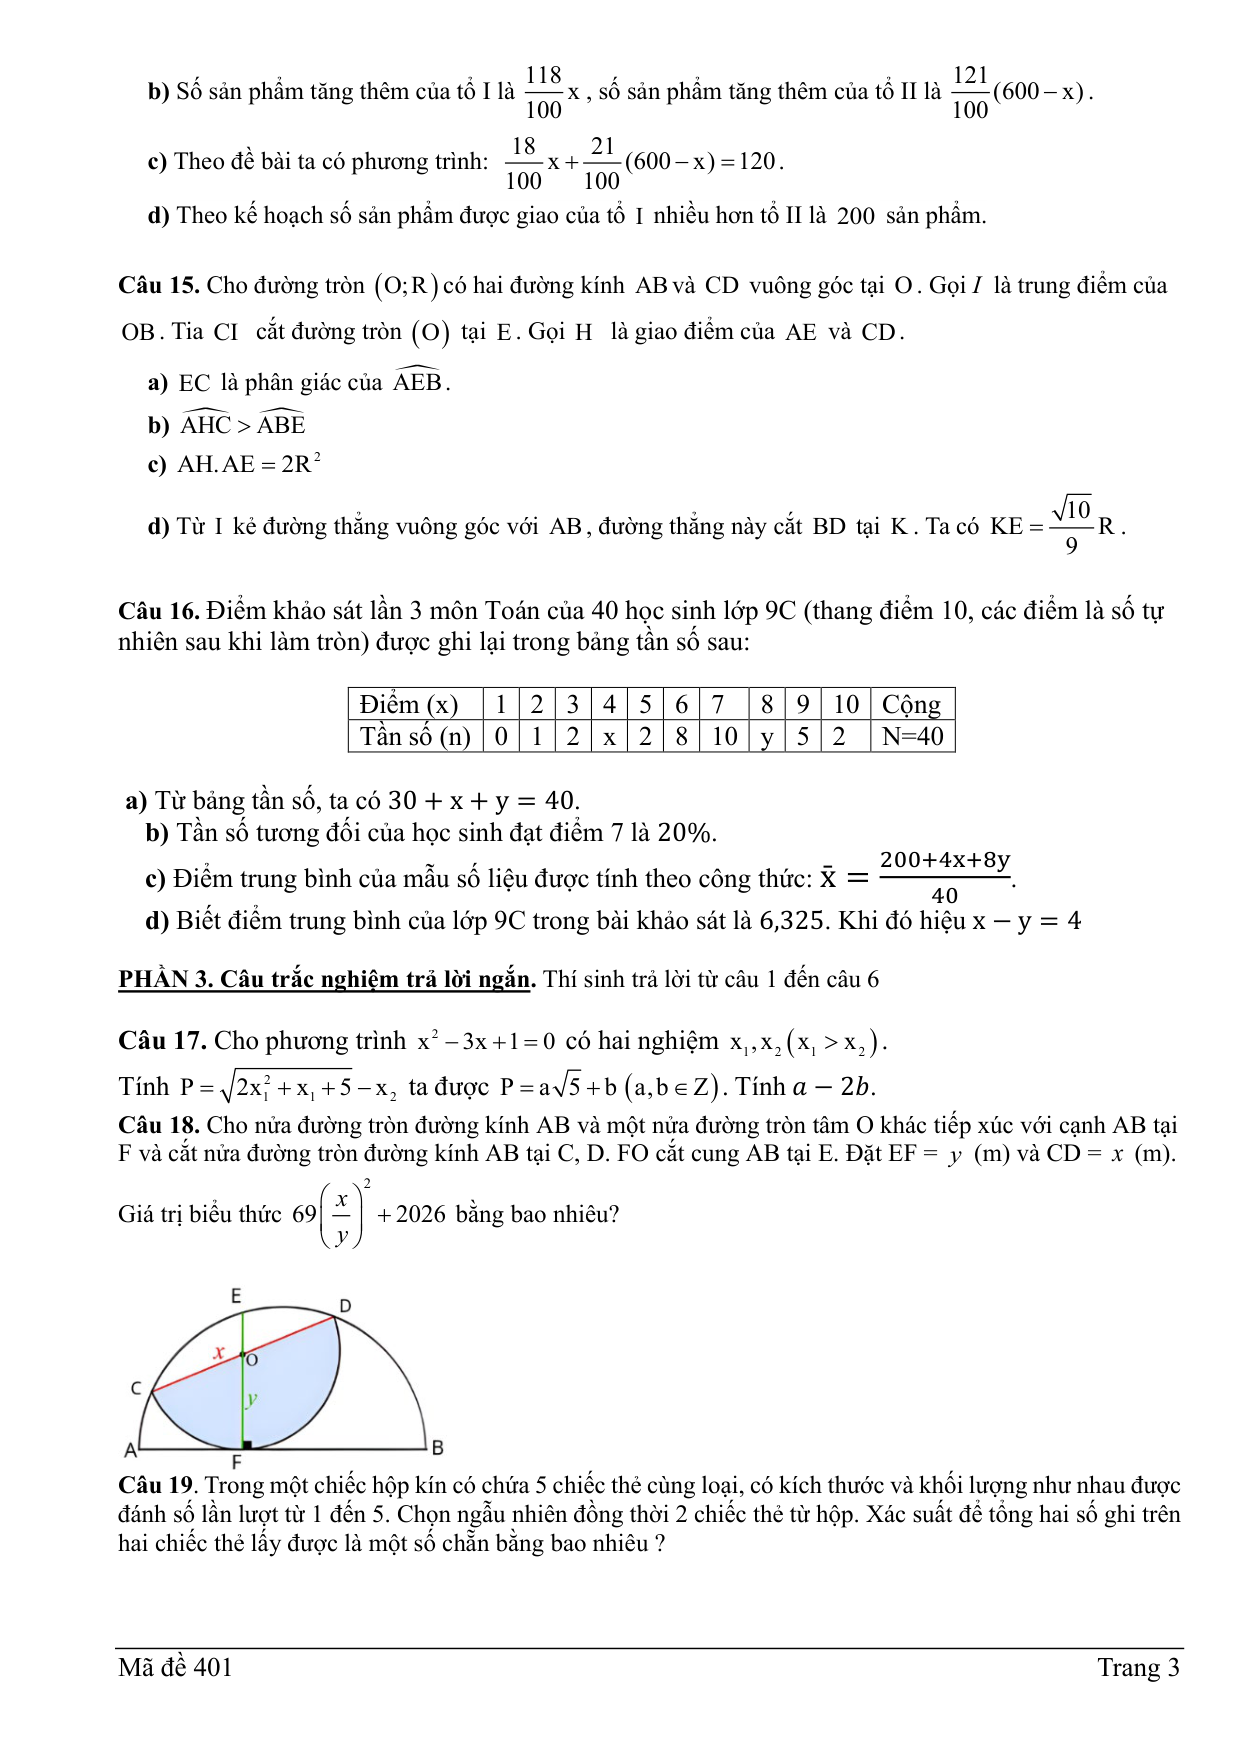 b) Số sản phẩm tăng thêm của tổ I là 118/100 x , số sản phẩm tăng thêm của tổ II là 121/100 (600 − x) .
c) Theo đề bài ta có phương trình: 18/100 x + 21/100 (600 − x) = 120 .
d) Theo kế hoạch số sản phẩm được giao của tổ I nhiều hơn tổ II là 200 sản phẩm.
Câu 15. Cho đường tròn (O;R) có hai đường kính AB và CD vuông góc tại O . Gọi I là trung điểm của
OB . Tia CI cắt đường tròn (O) tại E . Gọi H là giao điểm của AE và CD .
a) EC là phân giác của \widehat{AEB} .
b) \widehat{AHC} > \widehat{ABE}
c) AH.AE = 2R²
d) Từ I kẻ đường thẳng vuông góc với AB , đường thẳng này cắt BD tại K . Ta có KE = √10/9 R .
Câu 16. Điểm khảo sát lần 3 môn Toán của 40 học sinh lớp 9C (thang điểm 10, các điểm là số tự
nhiên sau khi làm tròn) được ghi lại trong bảng tần số sau:
Điểm (x) 1 2 3 4 5 6 7 8 9 10 Cộng
Tần số (n) 0 1 2 x 2 8 10 y 5 2 N=40
a) Từ bảng tần số, ta có 30 + x + y = 40.
b) Tần số tương đối của học sinh đạt điểm 7 là 20%.
c) Điểm trung bình của mẫu số liệu được tính theo công thức: x̄ = (200+4x+8y)/40.
d) Biết điểm trung bình của lớp 9C trong bài khảo sát là 6,325. Khi đó hiệu x − y = 4
PHẦN 3. Câu trắc nghiệm trả lời ngắn. Thí sinh trả lời từ câu 1 đến câu 6
Câu 17. Cho phương trình x² − 3x + 1 = 0 có hai nghiệm x₁, x₂ (x₁ > x₂) .
Tính P = √(2x₁² + x₁ + 5) − x₂ ta được P = a√5 + b (a, b ∈ Z) . Tính a − 2b.
Câu 18. Cho nửa đường tròn đường kính AB và một nửa đường tròn tâm O khác tiếp xúc với cạnh AB tại
F và cắt nửa đường tròn đường kính AB tại C, D. FO cắt cung AB tại E. Đặt EF = y (m) và CD = x (m).
Giá trị biểu thức 69(x/y)² + 2026 bằng bao nhiêu?
E
D
x
O
C
y
A
B
F
Câu 19. Trong một chiếc hộp kín có chứa 5 chiếc thẻ cùng loại, có kích thước và khối lượng như nhau được
đánh số lần lượt từ 1 đến 5. Chọn ngẫu nhiên đồng thời 2 chiếc thẻ từ hộp. Xác suất để tổng hai số ghi trên
hai chiếc thẻ lấy được là một số chẵn bằng bao nhiêu ?
Mã đề 401
Trang 3